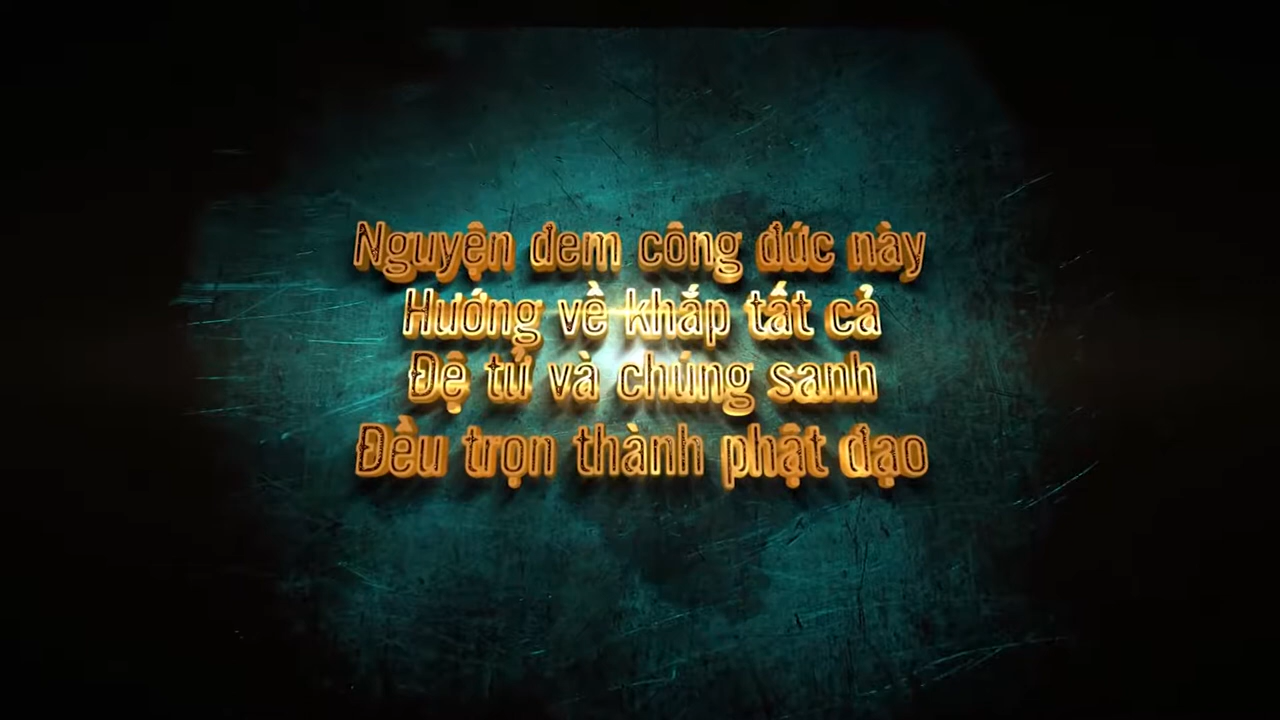 Nguyện đem công đức này
Hướng về khắp tất cả
Đệ tử và chúng sanh
Đều trọn thành phật đạo